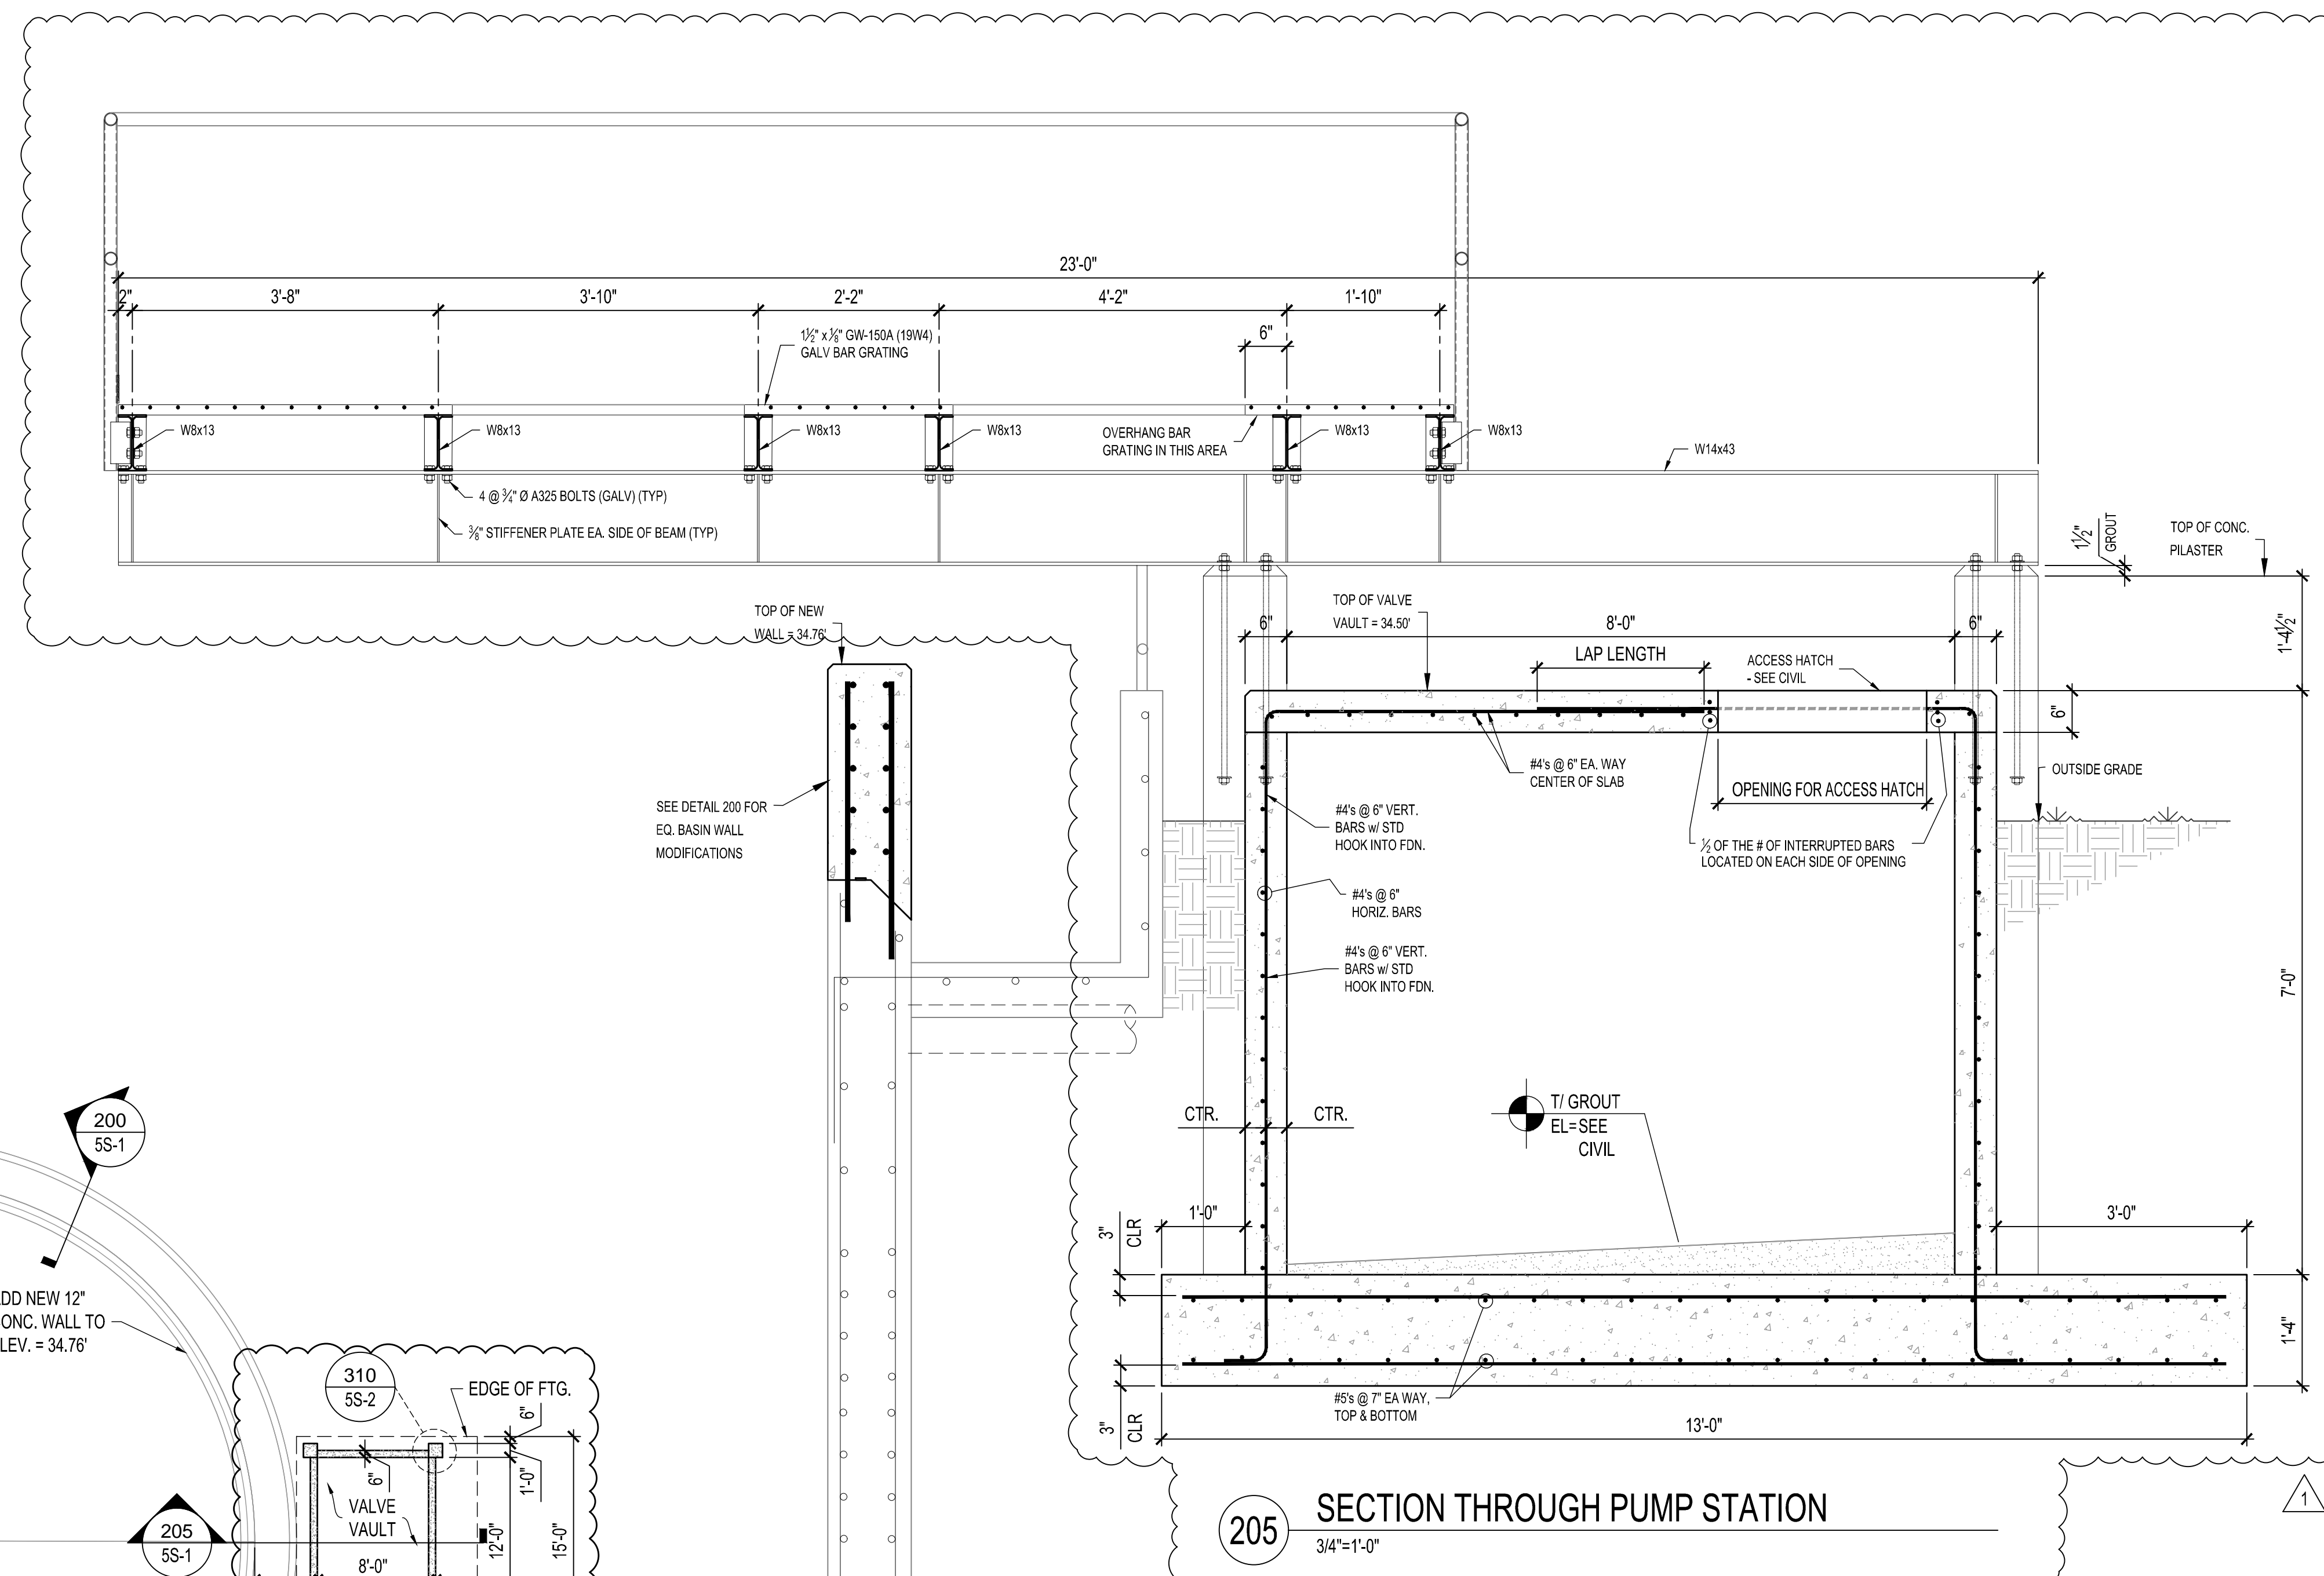 23'-0"
2"
3'-8"
3'-10"
2'-2"
4'-2"
1'-10"
6"
1½" x ⅛" GW-150A (19W4)
GALV BAR GRATING
W8x13
W8x13
W8x13
W8x13
OVERHANG BAR
GRATING IN THIS AREA
W8x13
W8x13
W14x43
4 @ ¾" Ø A325 BOLTS (GALV) (TYP)
⅜" STIFFENER PLATE EA. SIDE OF BEAM (TYP)
1½"
GROUT
TOP OF CONC.
PILASTER
TOP OF NEW
WALL = 34.76'
TOP OF VALVE
VAULT = 34.50'
6"
8'-0"
6"
1'-4½"
LAP LENGTH
ACCESS HATCH
- SEE CIVIL
6"
#4's @ 6" EA. WAY
CENTER OF SLAB
OPENING FOR ACCESS HATCH
OUTSIDE GRADE
SEE DETAIL 200 FOR
EQ. BASIN WALL
MODIFICATIONS
#4's @ 6" VERT.
BARS w/ STD
HOOK INTO FDN.
½ OF THE # OF INTERRUPTED BARS
LOCATED ON EACH SIDE OF OPENING
#4's @ 6"
HORIZ. BARS
#4's @ 6" VERT.
BARS w/ STD
HOOK INTO FDN.
7'-0"
CTR.
CTR.
T/ GROUT
EL=SEE
CIVIL
200
5S-1
1'-0"
3'-0"
3"
CLR
DD NEW 12"
ONC. WALL TO
LEV. = 34.76'
1'-4"
310
5S-2
EDGE OF FTG.
6"
#5's @ 7" EA WAY,
TOP & BOTTOM
3"
CLR
13'-0"
6"
1'-0"
VALVE
VAULT
205
5S-1
12'-0"
15'-0"
8'-0"
205
SECTION THROUGH PUMP STATION
3/4"=1'-0"
1